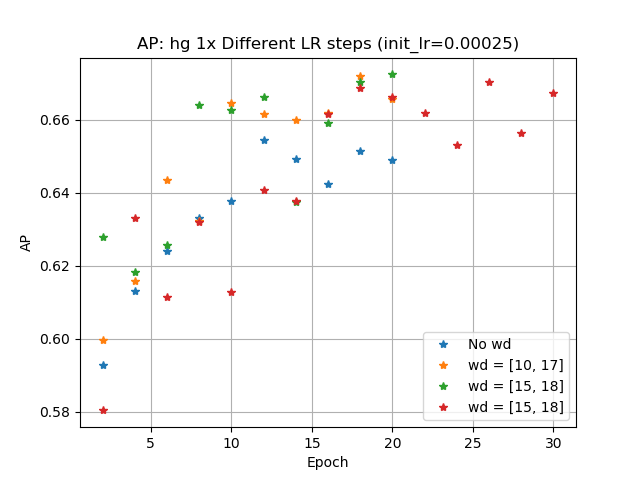 AP: hg 1x Different LR steps (init_lr=0.00025)
AP
0.66
0.64
0.62
0.60
0.58
5
10
15
20
25
30
Epoch
No wd
wd = [10, 17]
wd = [15, 18]
wd = [15, 18]